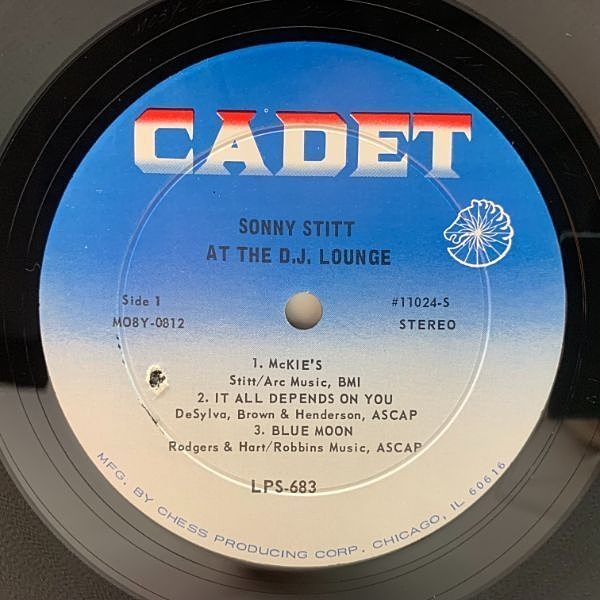 CADET
SONNY STITT
AT THE D.J. LOUNGE
Side 1
#11024-S
MO8Y-0812
STEREO
1. McKIE'S
Stitt/Arc Music, BMI
2. IT ALL DEPENDS ON YOU
DeSylva, Brown & Henderson, ASCAP
3. BLUE MOON
Rodgers & Hart/Robbins Music, ASCAP
LPS-683
MFG. BY CHESS PRODUCING CORP. CHICAGO, IL 60616